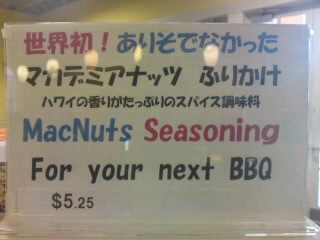 世界初！ありそでなかった
マカデミアナッツ ふりかけ
ハワイの香りがたっぷりのスパイス調味料
MacNuts Seasoning
For your next BBQ
$5.25